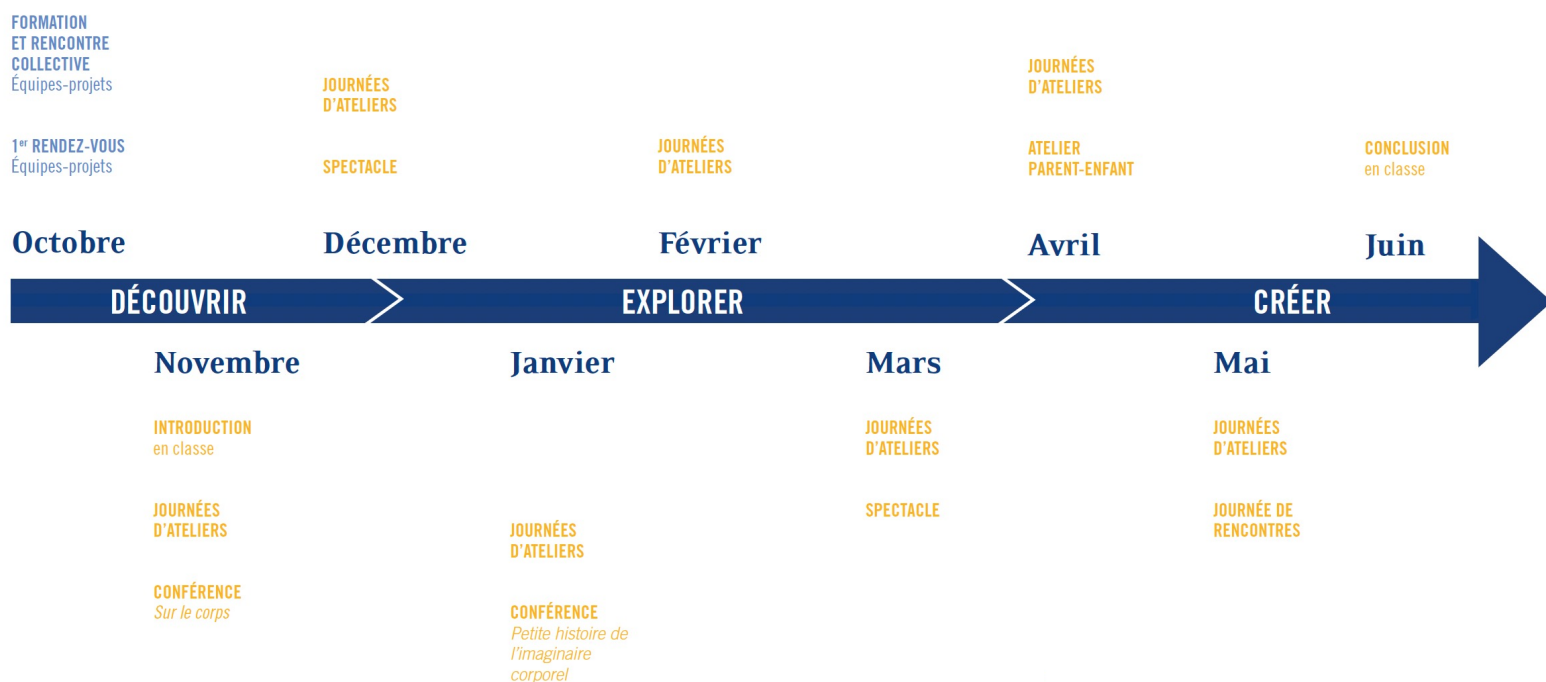 FORMATION
ET RENCONTRE
COLLECTIVE
Équipes-projets
1er RENDEZ-VOUS
Équipes-projets
Octobre
JOURNÉES
D'ATELIERS
SPECTACLE
Décembre
JOURNÉES
D'ATELIERS
Février
JOURNÉES
D'ATELIERS
ATELIER
PARENT-ENFANT
Avril
CONCLUSION
en classe
Juin
DÉCOUVRIR
EXPLORER
CRÉER
Novembre
INTRODUCTION
en classe
JOURNÉES
D'ATELIERS
CONFÉRENCE
Sur le corps
Janvier
JOURNÉES
D'ATELIERS
CONFÉRENCE
Petite histoire de
l'imaginaire
corporel
Mars
JOURNÉES
D'ATELIERS
SPECTACLE
Mai
JOURNÉES
D'ATELIERS
JOURNÉE DE
RENCONTRES